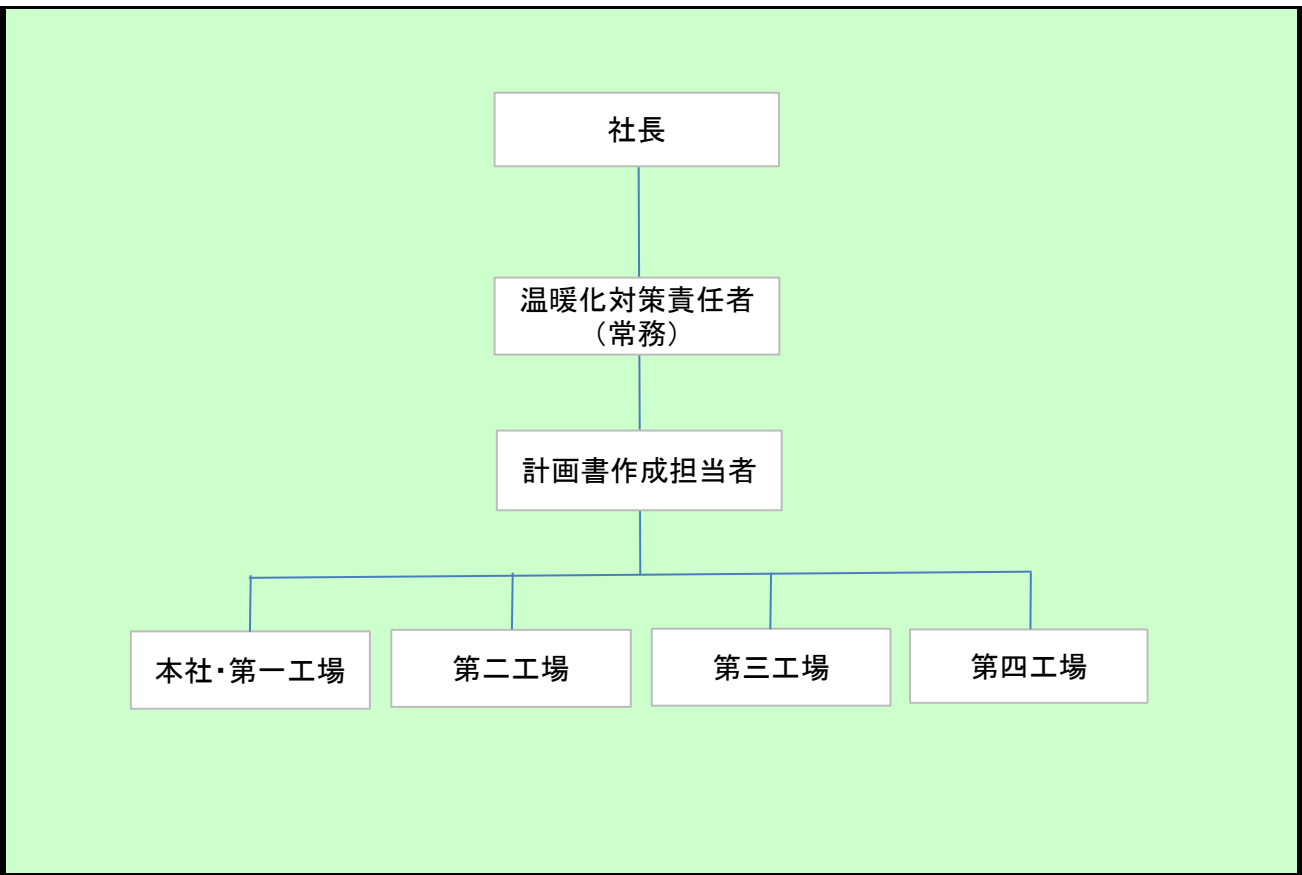 社長
温暖化対策責任者
（常務）
計画書作成担当者
本社・第一工場
第二工場
第三工場
第四工場